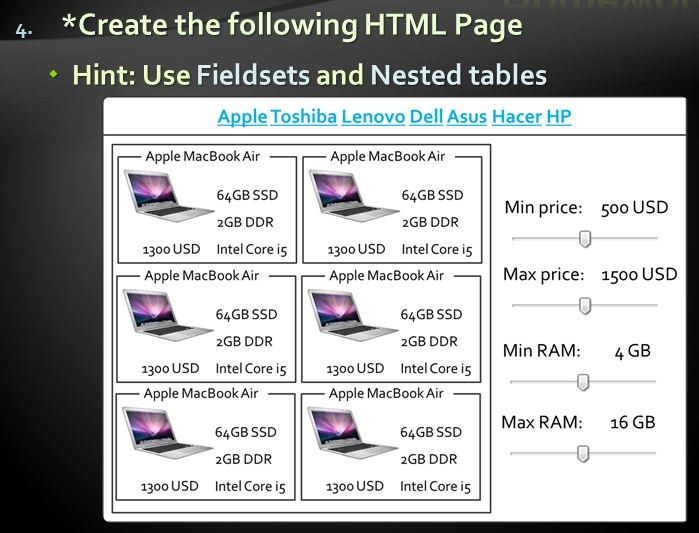 4. *Create the following HTML Page
Hint: Use Fieldsets and Nested tables
Apple Toshiba Lenovo Dell Asus Hacer HP
Apple MacBook Air
64GB SSD
2GB DDR
1300 USD Intel Core i5
Apple MacBook Air
64GB SSD
2GB DDR
1300 USD Intel Core i5
Apple MacBook Air
64GB SSD
2GB DDR
1300 USD Intel Core i5
Apple MacBook Air
64GB SSD
2GB DDR
1300 USD Intel Core i5
Apple MacBook Air
64GB SSD
2GB DDR
1300 USD Intel Core i5
Apple MacBook Air
64GB SSD
2GB DDR
1300 USD Intel Core i5
Min price: 500 USD
Max price: 1500 USD
Min RAM: 4 GB
Max RAM: 16 GB